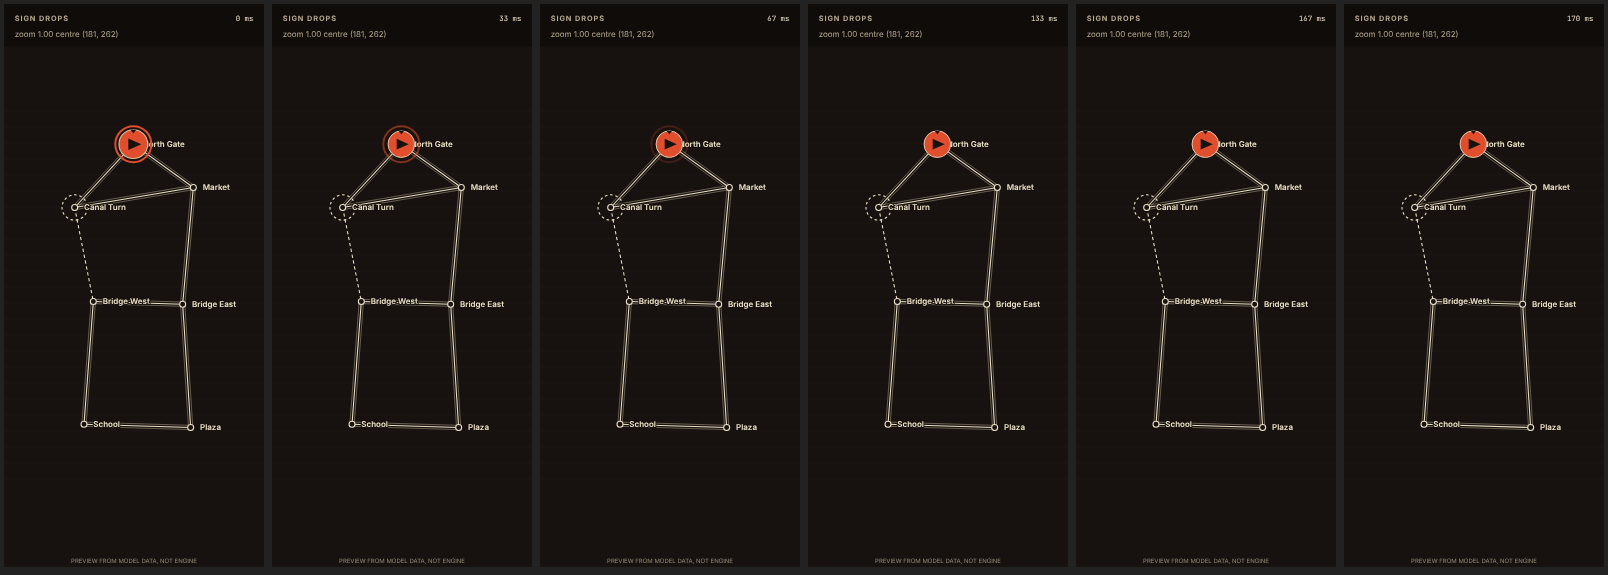 SIGN DROPS 0 ms
zoom 1.00 centre (181, 262)
orth Gate
Market
Canal Turn
Bridge West
Bridge East
School
Plaza
PREVIEW FROM MODEL DATA, NOT ENGINE
SIGN DROPS 33 ms
zoom 1.00 centre (181, 262)
orth Gate
Market
Canal Turn
Bridge West
Bridge East
School
Plaza
PREVIEW FROM MODEL DATA, NOT ENGINE
SIGN DROPS 67 ms
zoom 1.00 centre (181, 262)
orth Gate
Market
Canal Turn
Bridge West
Bridge East
School
Plaza
PREVIEW FROM MODEL DATA, NOT ENGINE
SIGN DROPS 133 ms
zoom 1.00 centre (181, 262)
orth Gate
Market
Canal Turn
Bridge West
Bridge East
School
Plaza
PREVIEW FROM MODEL DATA, NOT ENGINE
SIGN DROPS 167 ms
zoom 1.00 centre (181, 262)
orth Gate
Market
Canal Turn
Bridge West
Bridge East
School
Plaza
PREVIEW FROM MODEL DATA, NOT ENGINE
SIGN DROPS 170 ms
zoom 1.00 centre (181, 262)
orth Gate
Market
Canal Turn
Bridge West
Bridge East
School
Plaza
PREVIEW FROM MODEL DATA, NOT ENGINE